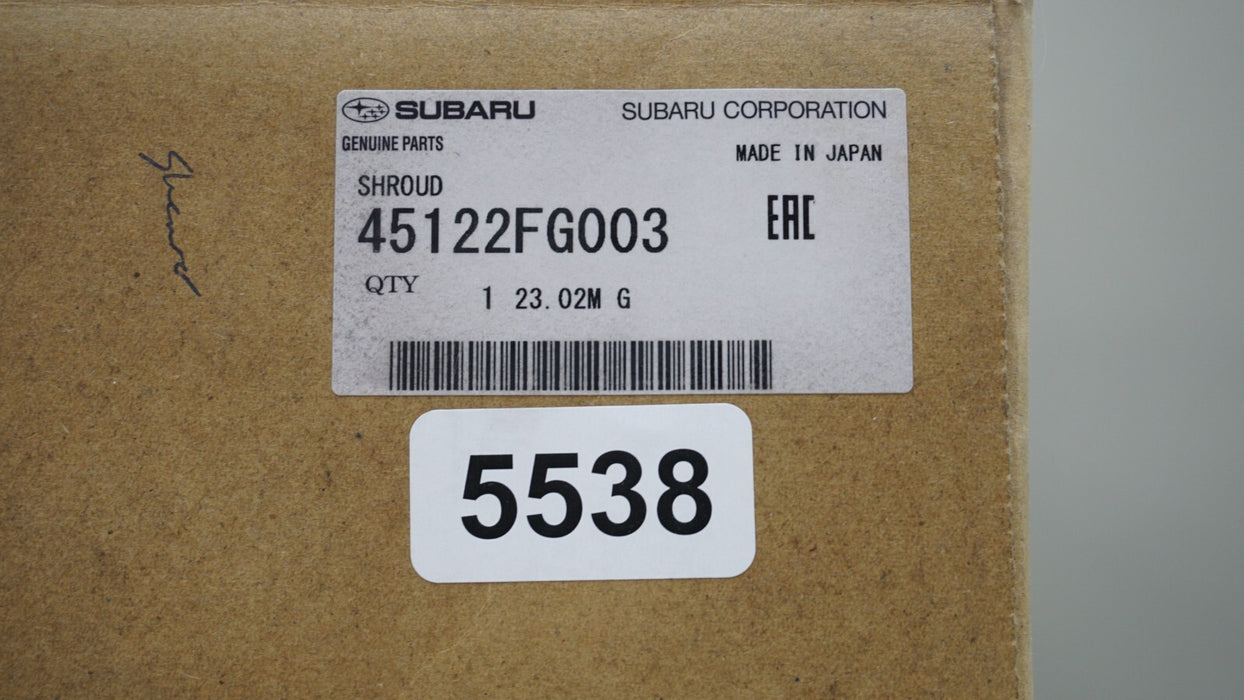 SUBARU
SUBARU CORPORATION
GENUINE PARTS
MADE IN JAPAN
SHROUD
45122FG003
EAC
QTY
1 23.02M G
5538